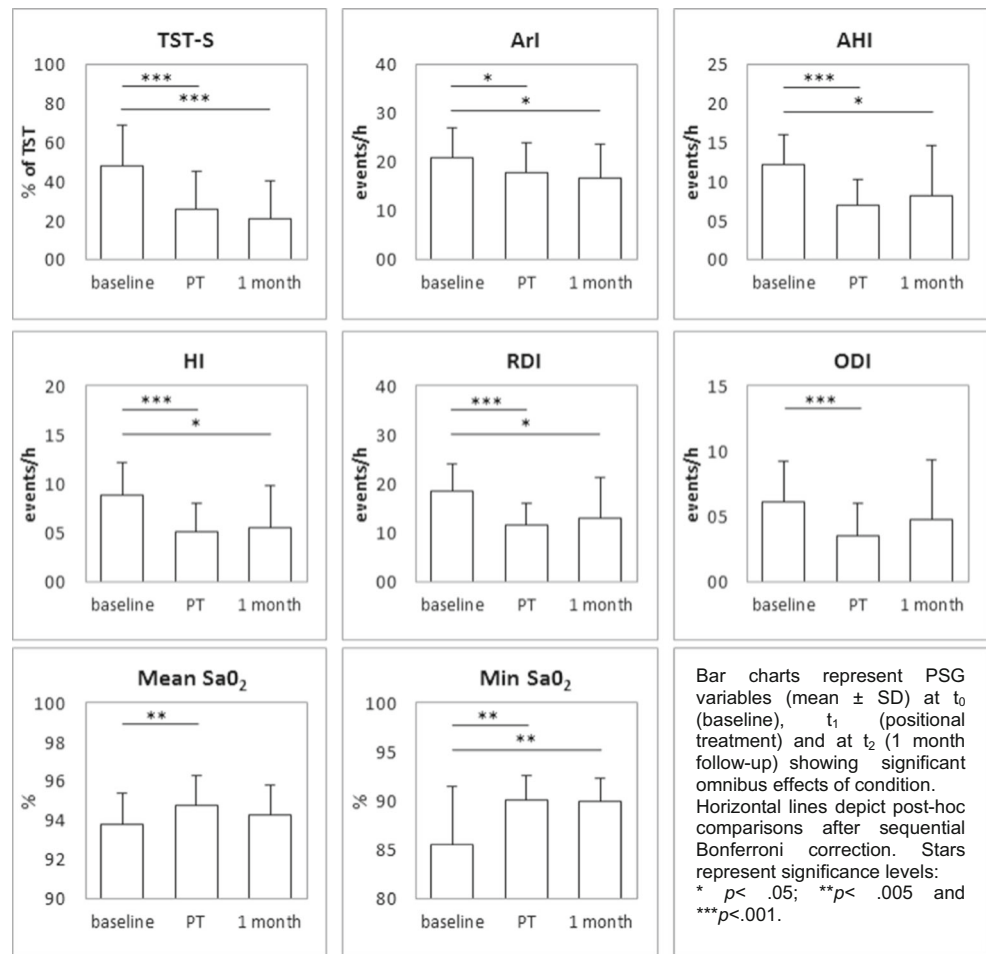 TST-S
% of TST
100
80
60
40
20
00
***
***
baseline PT 1 month
ArI
events/h
40
30
20
10
00
*
*
baseline PT 1 month
AHI
events/h
25
20
15
10
05
00
***
*
baseline PT 1 month
HI
events/h
20
15
10
05
00
***
*
baseline PT 1 month
RDI
events/h
40
30
20
10
00
***
*
baseline PT 1 month
ODI
events/h
15
10
05
00
***
baseline PT 1 month
Mean Sa0₂
%
100
98
96
94
92
90
**
baseline PT 1 month
Min Sa0₂
%
100
95
90
85
80
**
**
baseline PT 1 month
Bar charts represent PSG
variables (mean ± SD) at t₀
(baseline), t₁ (positional
treatment) and at t₂ (1 month
follow-up) showing significant
omnibus effects of condition.
Horizontal lines depict post-hoc
comparisons after sequential
Bonferroni correction. Stars
represent significance levels:
* p< .05; **p< .005 and
***p<.001.